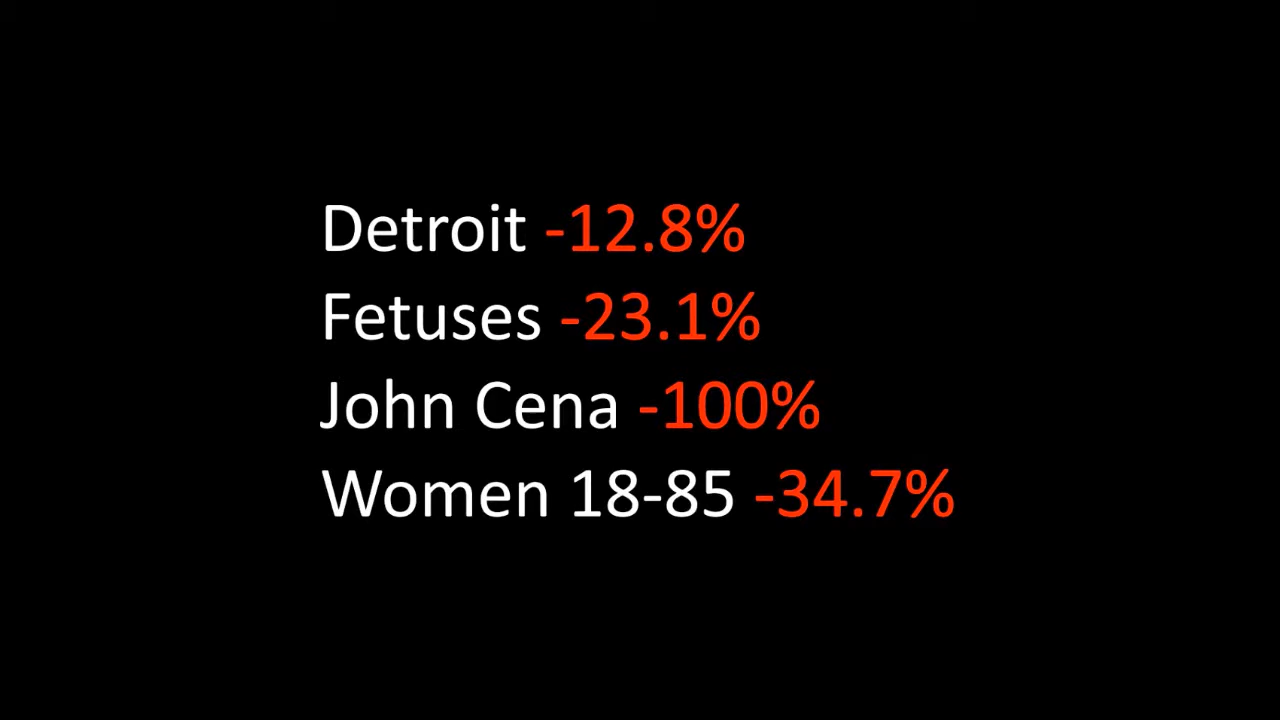 Detroit -12.8%
Fetuses -23.1%
John Cena -100%
Women 18-85 -34.7%